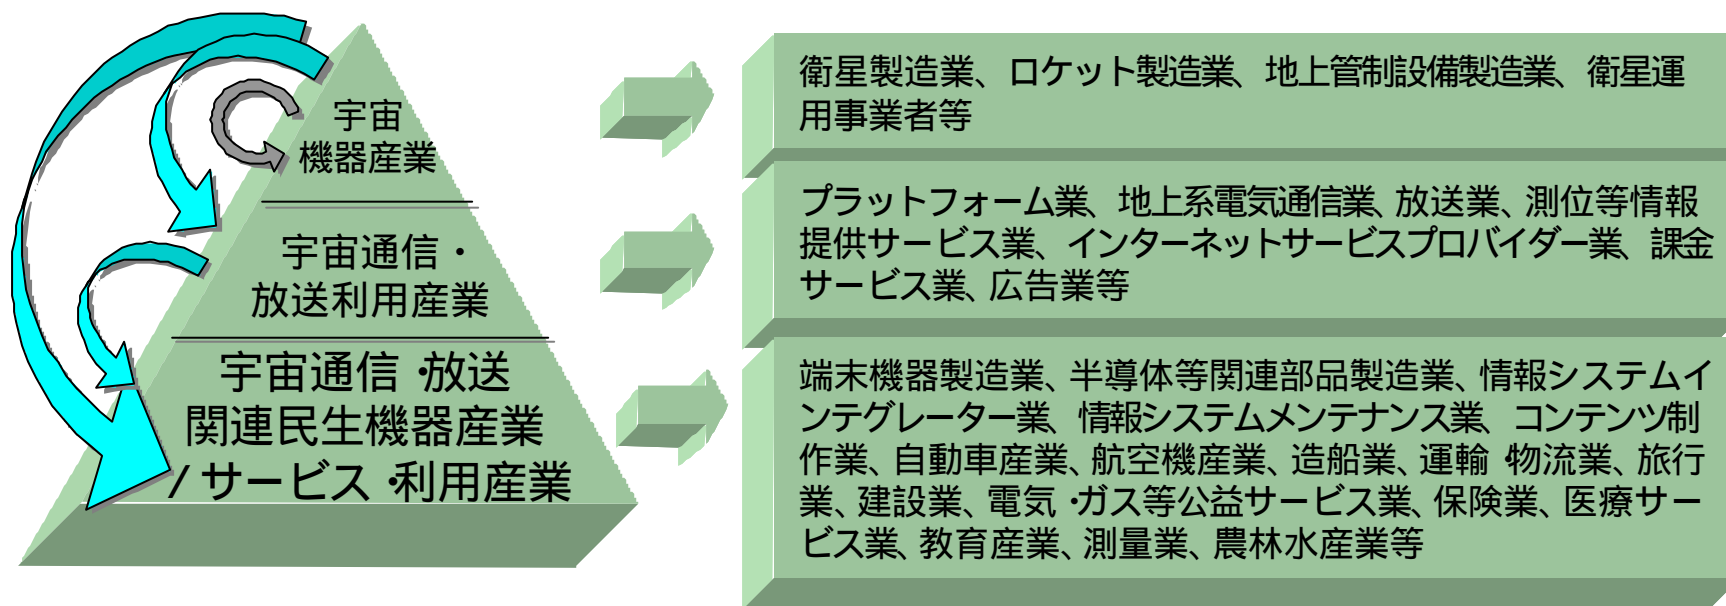 宇宙
機器産業
宇宙通信・
放送利用産業
宇宙通信・放送
関連民生機器産業
/サービス・利用産業
衛星製造業、ロケット製造業、地上管制設備製造業、衛星運
用事業者等
プラットフォーム業、地上系電気通信業、放送業、測位等情報
提供サービス業、インターネットサービスプロバイダー業、課金
サービス業、広告業等
端末機器製造業、半導体等関連部品製造業、情報システムイ
ンテグレーター業、情報システムメンテナンス業、コンテンツ制
作業、自動車産業、航空機産業、造船業、運輸・物流業、旅行
業、建設業、電気・ガス等公益サービス業、保険業、医療サー
ビス業、教育産業、測量業、農林水産業等